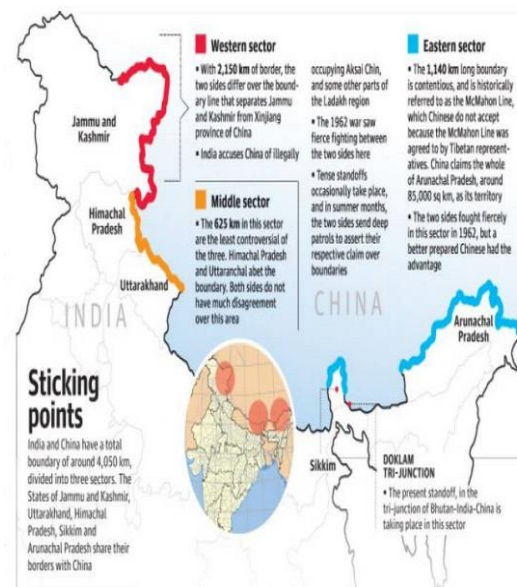 Western sector
• With 2,150 km of border, the
two sides differ over the bound-
ary line that separates Jammu
and Kashmir from Xinjiang
province of China
• India accuses China of illegally
occupying Aksai Chin,
and some other parts of
the Ladakh region
• The 1962 war saw
fierce fighting between
the two sides here
• Tense standoffs
occasionally take place,
and in summer months,
the two sides send deep
patrols to assert their
respective claim over
boundaries
Eastern sector
• The 1,140 km long boundary
is contentious, and is historically
referred to as the McMahon Line,
which Chinese do not accept
because the McMahon Line was
agreed to by Tibetan represent-
atives. China claims the whole
of Arunachal Pradesh, around
85,000 sq km, as its territory
• The two sides fought fiercely
in this sector in 1962, but a
better prepared Chinese had the
advantage
Middle sector
• The 625 km in this sector
are the least controversial of
the three. Himachal Pradesh
and Uttaranchal abet the
boundary. Both sides do not
have much disagreement
over this area
Jammu and
Kashmir
Himachal
Pradesh
Uttarakhand
INDIA
CHINA
Arunachal
Pradesh
Sikkim
Sticking
points
India and China have a total
boundary of around 4,050 km,
divided into three sectors. The
States of Jammu and Kashmir,
Uttarakhand, Himachal
Pradesh, Sikkim and
Arunachal Pradesh share their
borders with China
DOKLAM
TRI-JUNCTION
• The present standoff, in the
tri-junction of Bhutan-India-China is
taking place in this sector